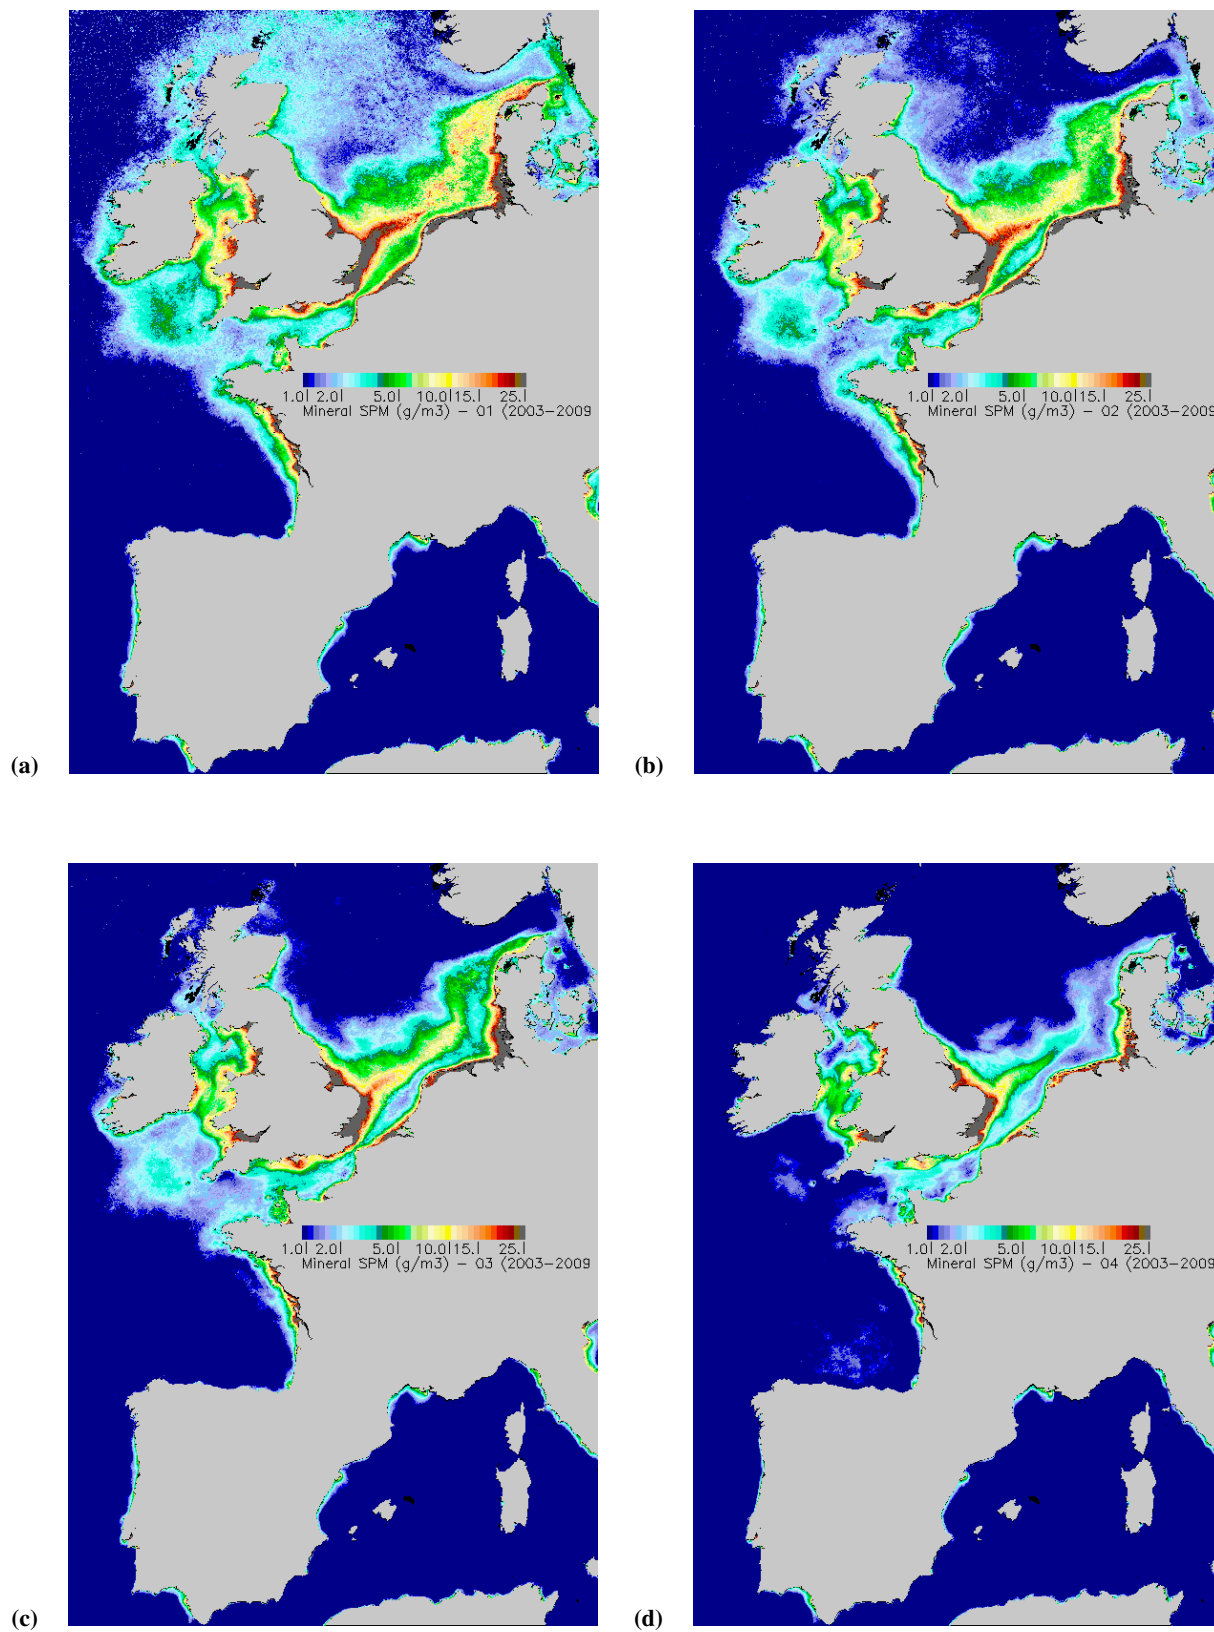 1.0 2.0 5.0 10.0 15. 25.
Mineral SPM (g/m3) - 01 (2003-2009
(a)
1.0 2.0 5.0 10.0 15. 25.
Mineral SPM (g/m3) - 02 (2003-2009
(b)
1.0 2.0 5.0 10.0 15. 25.
Mineral SPM (g/m3) - 03 (2003-2009
(c)
1.0 2.0 5.0 10.0 15. 25.
Mineral SPM (g/m3) - 04 (2003-2009
(d)